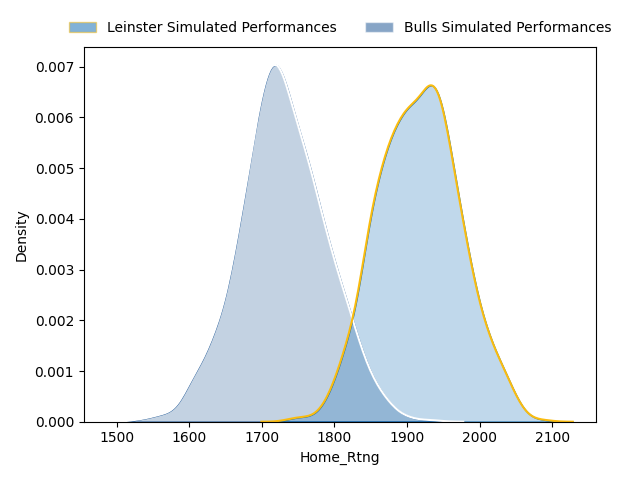 Leinster Simulated Performances
Bulls Simulated Performances
0.007
0.006
0.005
0.004
0.003
0.002
0.001
0.000
Density
1500 1600 1700 1800 1900 2000 2100
Home_Rtng